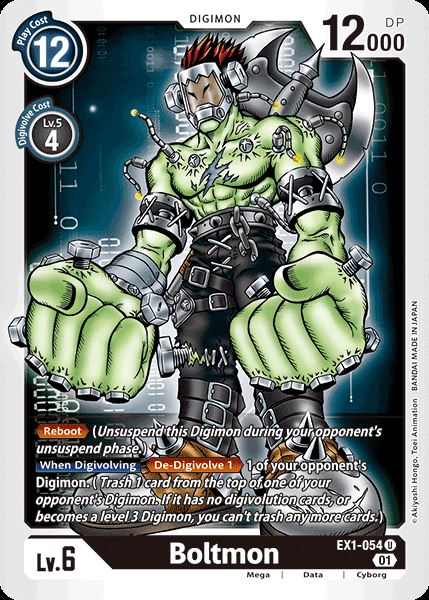 Play Cost
12
DIGIMON
DP
12000
Digivolve Cost
Lv.5
4
Reboot (Unsuspend this Digimon during your opponent's
unsuspend phase.)
When Digivolving De-Digivolve 1 1 of your opponent's
Digimon. ( Trash 1 card from the top of one of your
opponent's Digimon. If it has no digivolution cards, or
becomes a level 3 Digimon, you can't trash any more cards.)
©Akiyoshi Hongo, Toei Animation BANDAI MADE IN JAPAN
Lv.6
Boltmon
EX1-054 U
01
Mega | Data | Cyborg